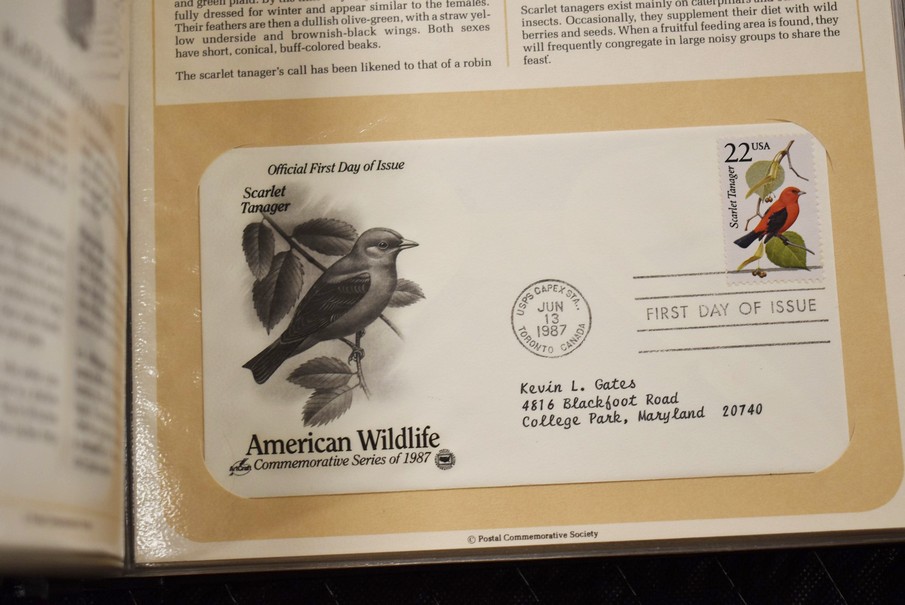 and green plaid. By the
fully dressed for winter and appear similar to the females.
Their feathers are then a dullish olive-green, with a straw yel-
low underside and brownish-black wings. Both sexes
have short, conical, buff-colored beaks.
The scarlet tanager's call has been likened to that of a robin
Scarlet tanagers exist mainly on caterpillars
insects. Occasionally, they supplement their diet with wild
berries and seeds. When a fruitful feeding area is found, they
will frequently congregate in large noisy groups to share the
feast.
Official First Day of Issue
Scarlet
Tanager
American Wildlife
Commemorative Series of 1987
22 USA
Scarlet Tanager
USPS CAPEX STA.,
JUN
13
1987
TORONTO CANADA
FIRST DAY OF ISSUE
Kevin L. Gates
4816 Blackfoot Road
College Park, Maryland 20740
© Postal Commemorative Society